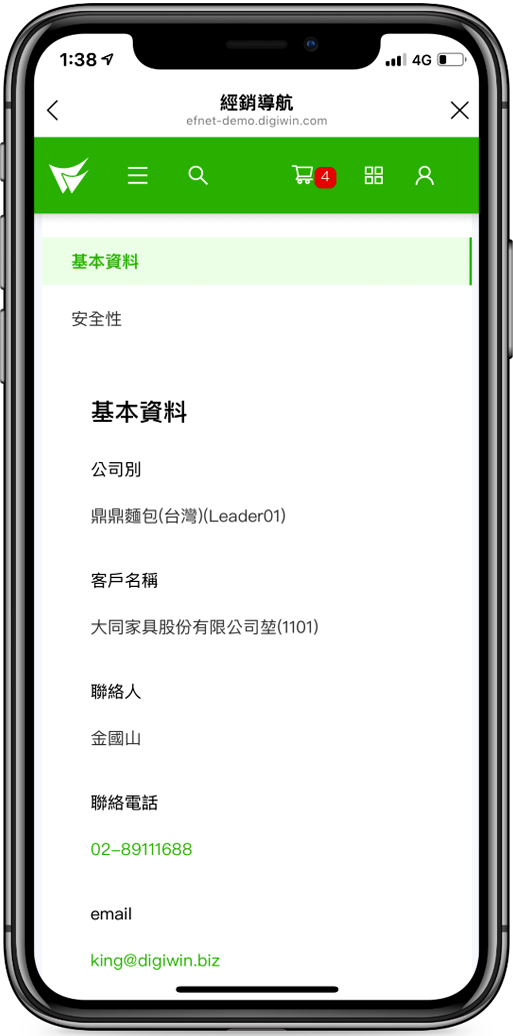 1:38
4G
經銷導航
efnet-demo.digiwin.com
4
基本資料
安全性
基本資料
公司別
鼎鼎麵包(台灣)(Leader01)
客戶名稱
大同家具股份有限公司堃(1101)
聯絡人
金國山
聯絡電話
02-89111688
email
king@digiwin.biz